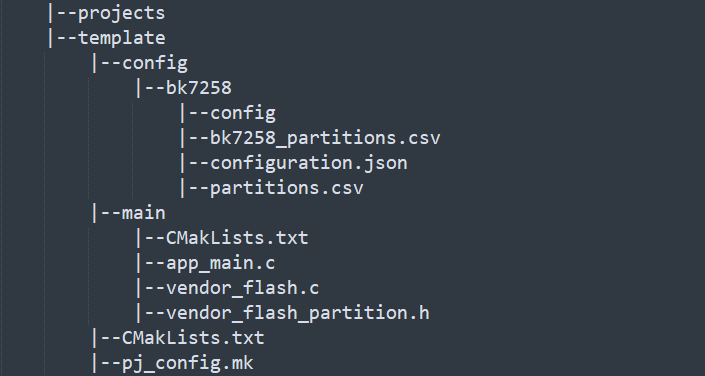 |--projects
|--template
|--config
|--bk7258
|--config
|--bk7258_partitions.csv
|--configuration.json
|--partitions.csv
|--main
|--CMakLists.txt
|--app_main.c
|--vendor_flash.c
|--vendor_flash_partition.h
|--CMakLists.txt
|--pj_config.mk